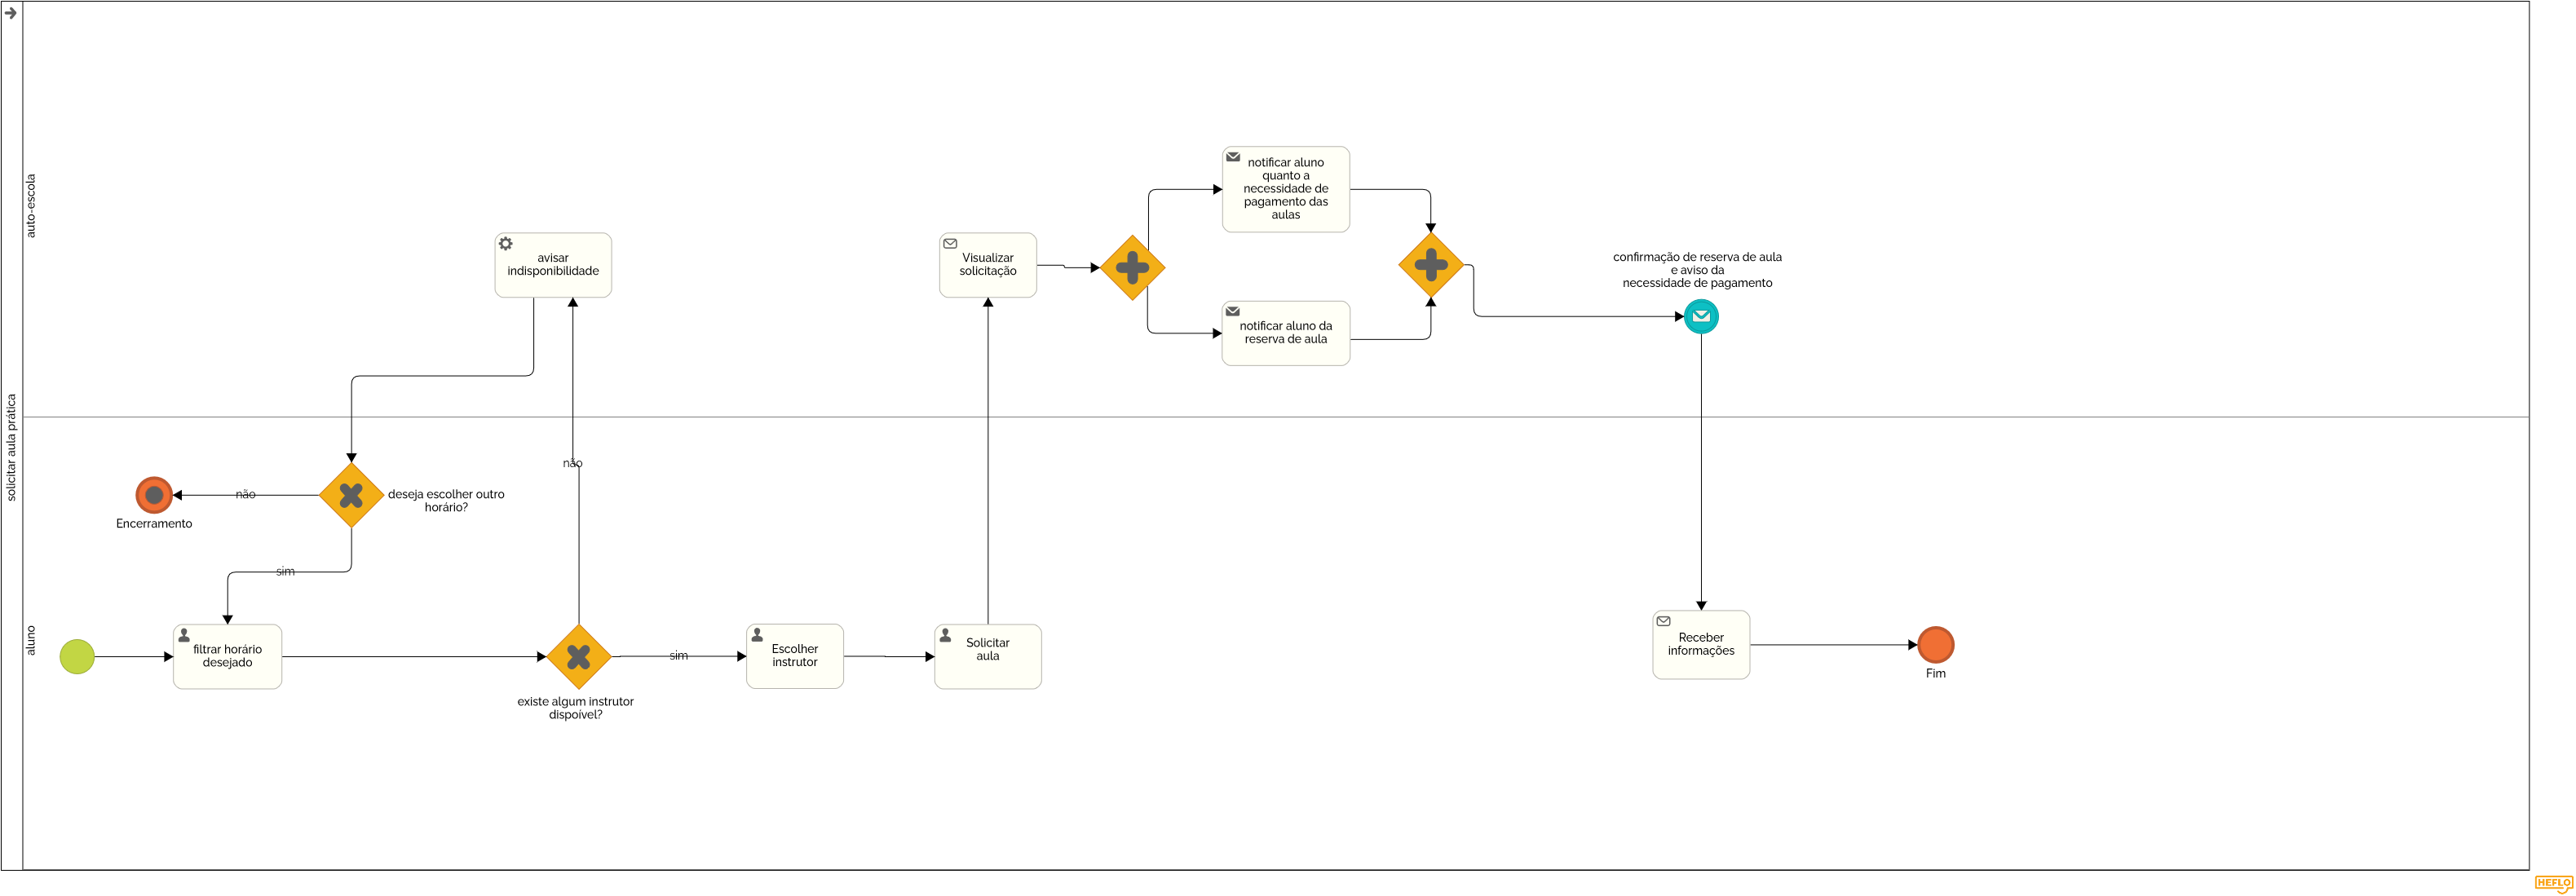 solicitar aula prática
auto-escola
notificar aluno
quanto a
necessidade de
pagamento das
aulas
avisar
indisponibilidade
Visualizar
solicitação
confirmação de reserva de aula
e aviso da
necessidade de pagamento
notificar aluno da
reserva de aula
aluno
não
não
deseja escolher outro
horário?
Encerramento
sim
filtrar horário
desejado
existe algum instrutor
dispoível?
sim
Escolher
instrutor
Solicitar
aula
Receber
informações
Fim
HEFLO